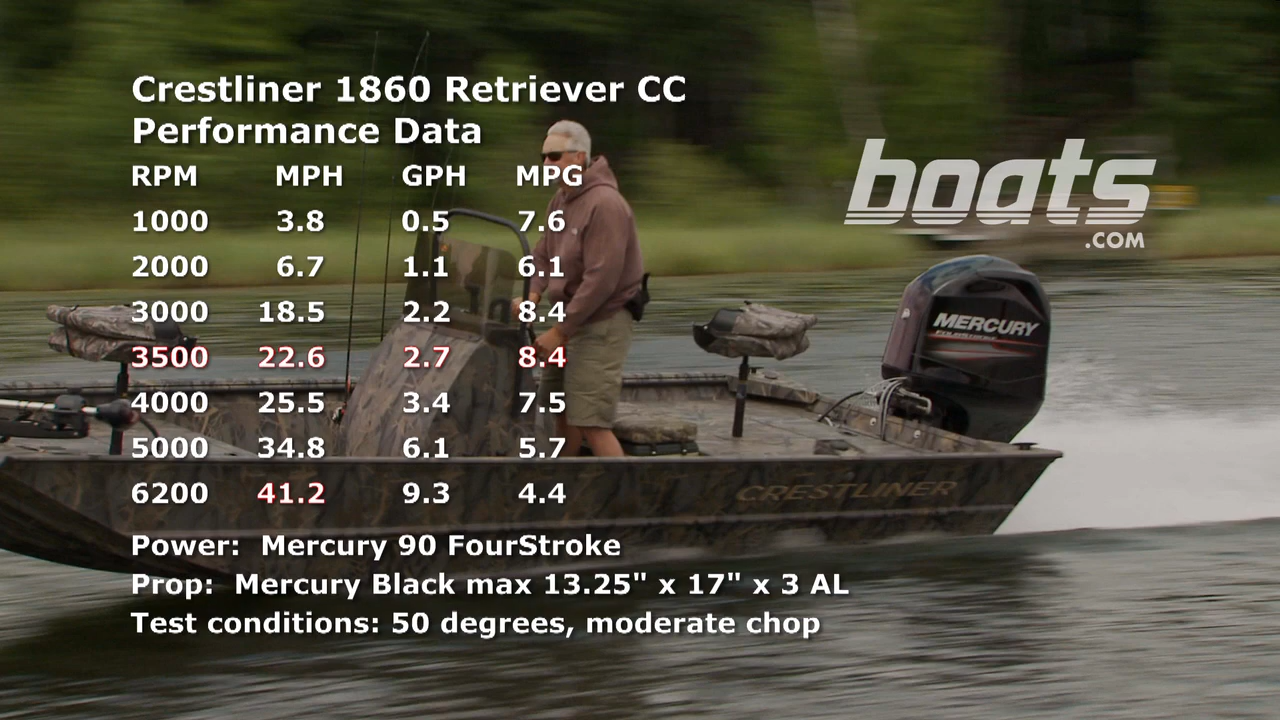 Crestliner 1860 Retriever CC
Performance Data
RPM MPH GPH MPG
1000 3.8 0.5 7.6
2000 6.7 1.1 6.1
3000 18.5 2.2 8.4
3500 22.6 2.7 8.4
4000 25.5 3.4 7.5
5000 34.8 6.1 5.7
6200 41.2 9.3 4.4
Power: Mercury 90 FourStroke
Prop: Mercury Black max 13.25" x 17" x 3 AL
Test conditions: 50 degrees, moderate chop
boats
.COM
MERCURY
FOURSTROKE
CRESTLINER